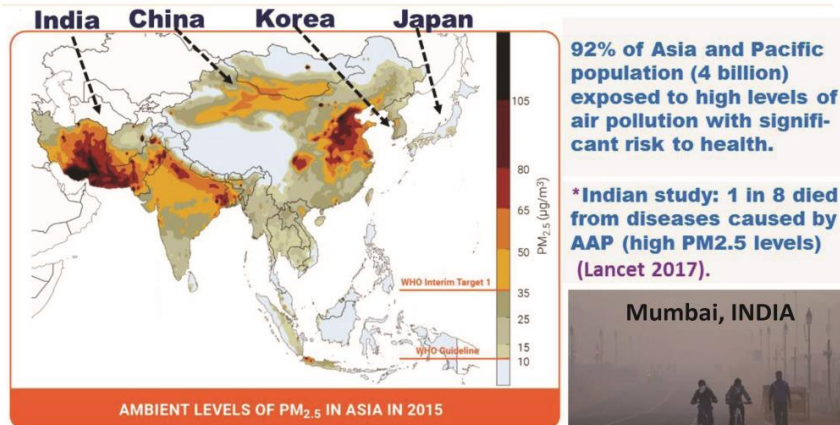 India
China
Korea
Japan
105
80
65
50
35
25
15
10
PM2.5 (µg/m³)
WHO Interim Target 1
WHO Guideline
AMBIENT LEVELS OF PM2.5 IN ASIA IN 2015
92% of Asia and Pacific
population (4 billion)
exposed to high levels of
air pollution with signifi-
cant risk to health.
*Indian study: 1 in 8 died
from diseases caused by
AAP (high PM2.5 levels)
(Lancet 2017).
Mumbai, INDIA